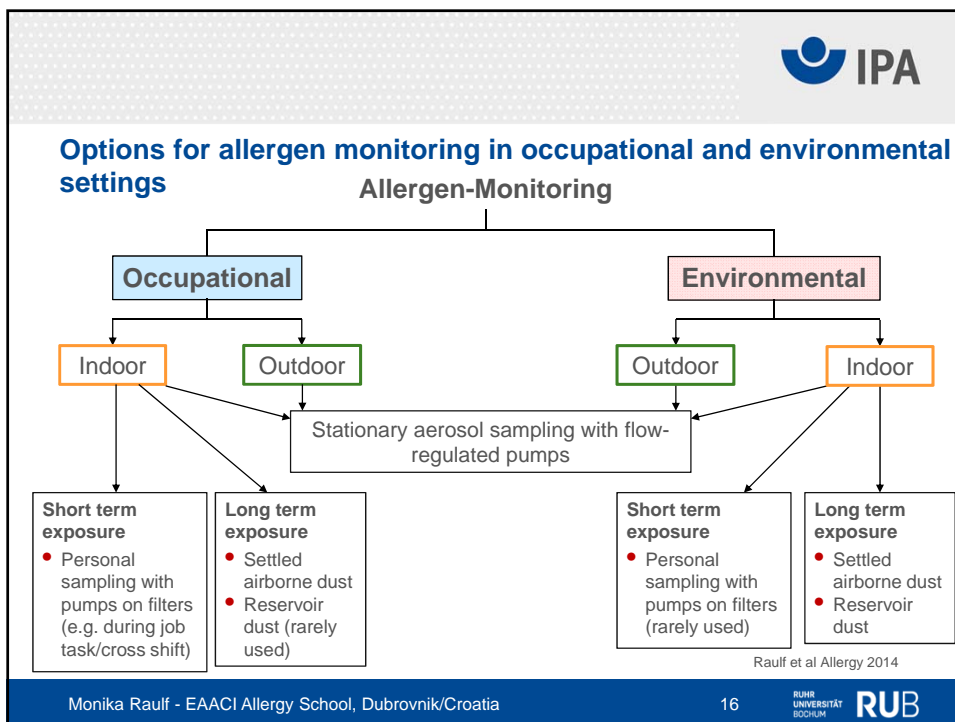 IPA
Options for allergen monitoring in occupational and environmental
settings
Allergen-Monitoring
Occupational
Environmental
Indoor
Outdoor
Outdoor
Indoor
Stationary aerosol sampling with flow-
regulated pumps
Short term
exposure
• Personal
sampling with
pumps on filters
(e.g. during job
task/cross shift)
Long term
exposure
• Settled
airborne dust
• Reservoir
dust (rarely
used)
Short term
exposure
• Personal
sampling with
pumps on filters
(rarely used)
Long term
exposure
• Settled
airborne dust
• Reservoir
dust
Raulf et al Allergy 2014
Monika Raulf - EAACI Allergy School, Dubrovnik/Croatia
16
RUHR
UNIVERSITÄT
BOCHUM
RUB